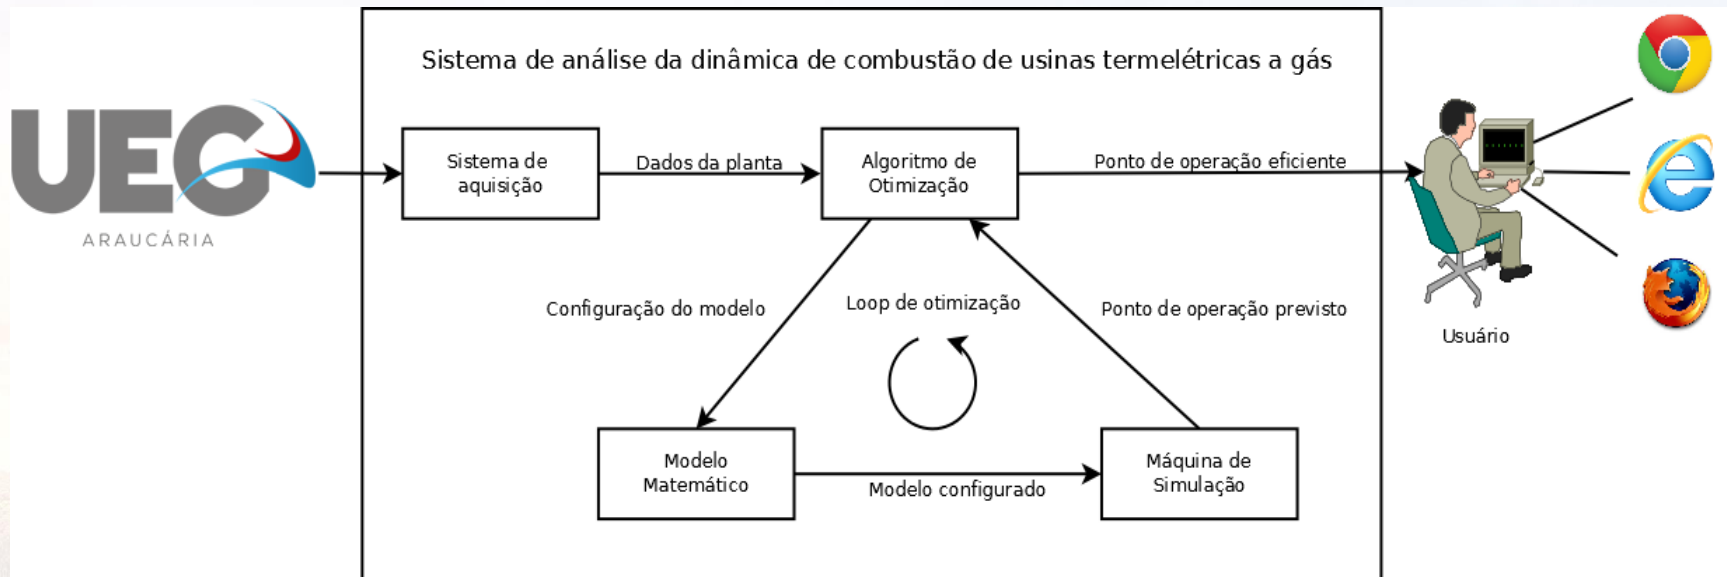 Sistema de análise da dinâmica de combustão de usinas termelétricas a gás
UEG
ARAUCÁRIA
Sistema de
aquisição
Dados da planta
Algoritmo de
Otimização
Ponto de operação eficiente
Configuração do modelo
Loop de otimização
Ponto de operação previsto
Usuário
Modelo
Matemático
Modelo configurado
Máquina de
Simulação